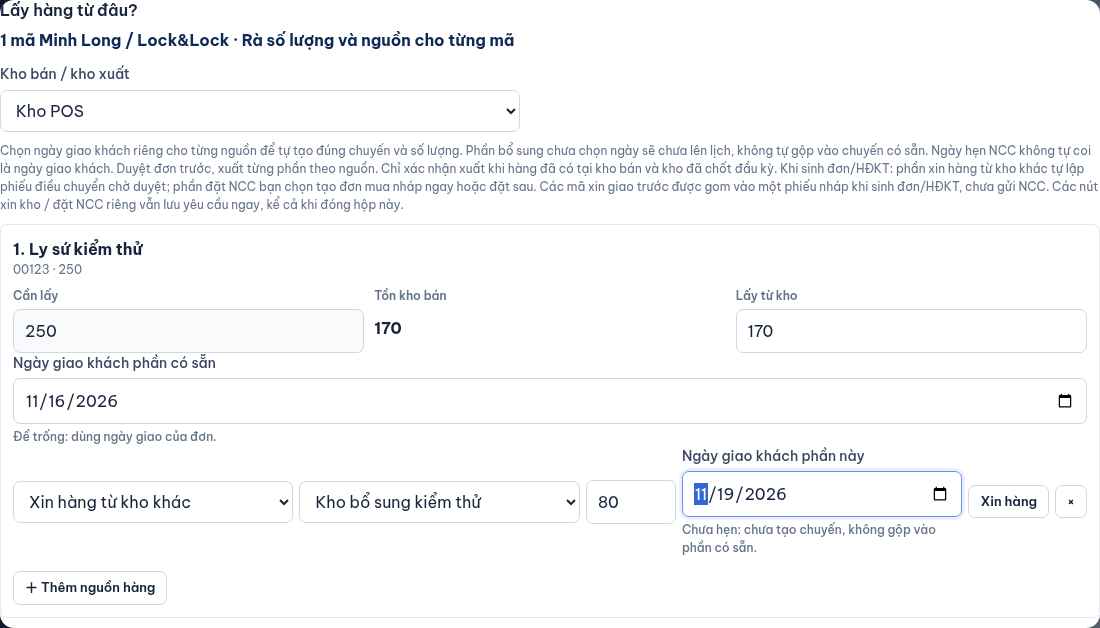 Lấy hàng từ đâu?
1 mã Minh Long / Lock&Lock · Rà số lượng và nguồn cho từng mã
Kho bán / kho xuất
Kho POS
Chọn ngày giao khách riêng cho từng nguồn để tự tạo đúng chuyến và số lượng. Phần bổ sung chưa chọn ngày sẽ chưa lên lịch, không tự gộp vào chuyến có sẵn. Ngày hẹn NCC không tự coi
là ngày giao khách. Duyệt đơn trước, xuất từng phần theo nguồn. Chỉ xác nhận xuất khi hàng đã có tại kho bán và kho đã chốt đầu kỳ. Khi sinh đơn/HĐKT: phần xin hàng từ kho khác tự lập
phiếu điều chuyển chờ duyệt; phần đặt NCC bạn chọn tạo đơn mua nháp ngay hoặc đặt sau. Các mã xin giao trước được gom vào một phiếu nháp khi sinh đơn/HĐKT, chưa gửi NCC. Các nút
xin kho / đặt NCC riêng vẫn lưu yêu cầu ngay, kể cả khi đóng hộp này.
1. Ly sứ kiểm thử
00123 · 250
Cần lấy
Tồn kho bán
Lấy từ kho
250
170
170
Ngày giao khách phần có sẵn
11/16/2026
Để trống: dùng ngày giao của đơn.
Ngày giao khách phần này
Xin hàng từ kho khác
Kho bổ sung kiểm thử
80
11/19/2026
Xin hàng
×
Chưa hẹn: chưa tạo chuyến, không gộp vào
phần có sẵn.
+ Thêm nguồn hàng